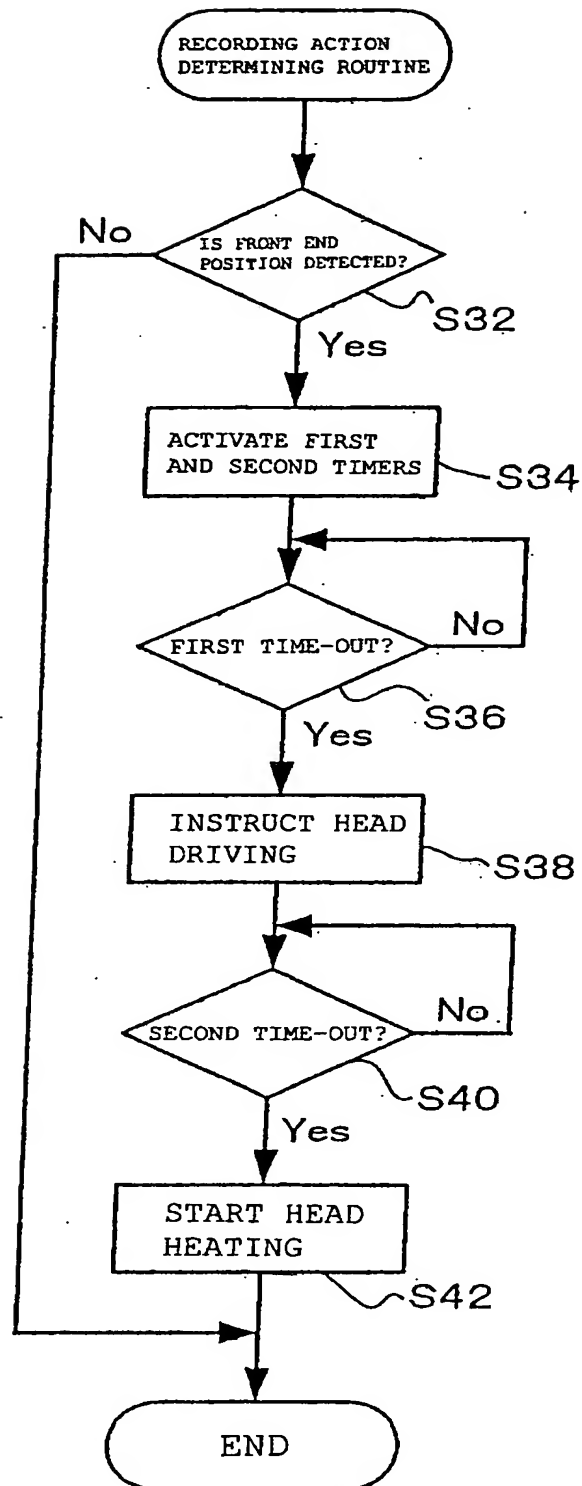 RECORDING ACTION
DETERMINING ROUTINE
No
IS FRONT END
POSITION DETECTED?
S32
Yes
ACTIVATE FIRST
AND SECOND TIMERS
S34
FIRST TIME-OUT?
No
S36
Yes
INSTRUCT HEAD
DRIVING
S38
No
SECOND TIME-OUT?
S40
Yes
START HEAD
HEATING
S42
END